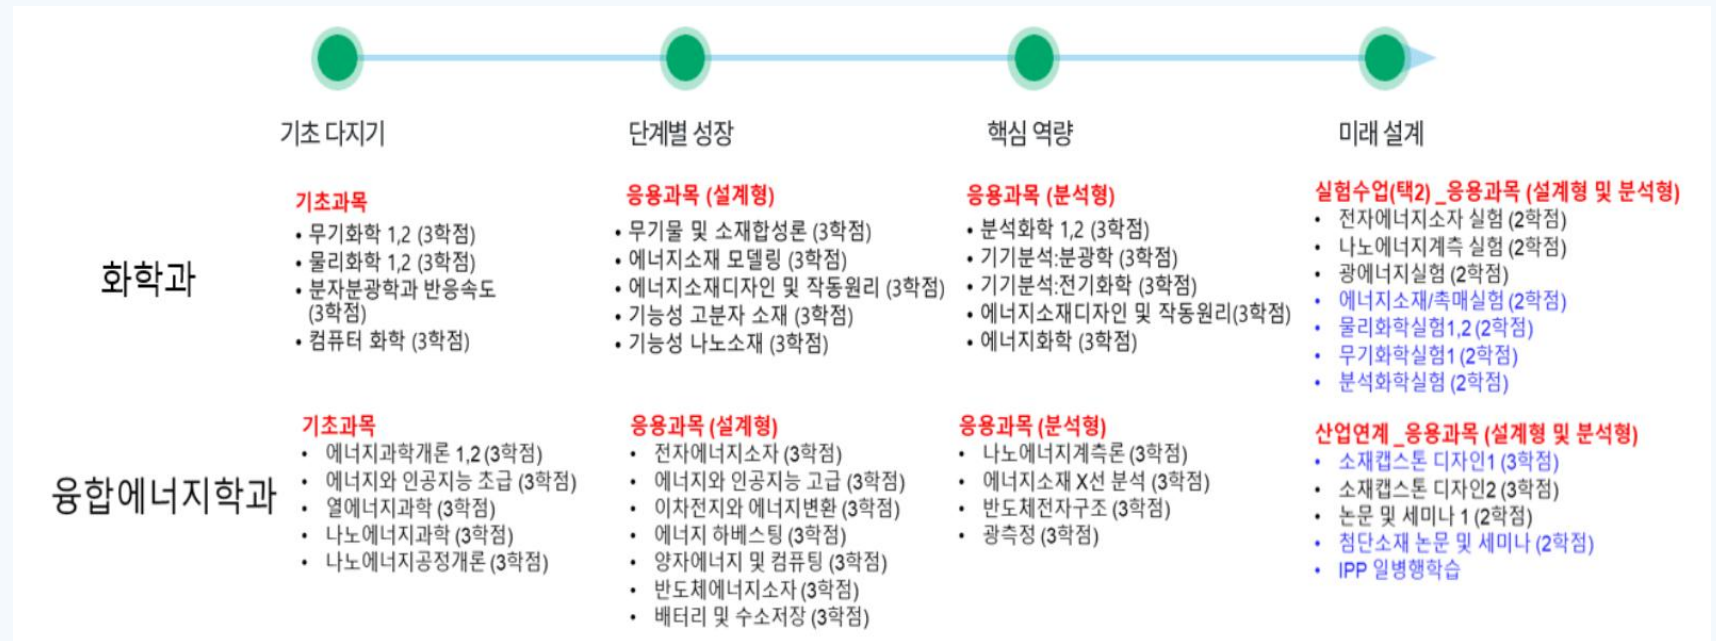 기초 다지기
단계별 성장
핵심 역량
미래 설계
화학과
기초과목
• 무기화학 1,2 (3학점)
• 물리화학 1,2 (3학점)
• 분자분광학과 반응속도
(3학점)
• 컴퓨터 화학 (3학점)
응용과목 (설계형)
• 무기물 및 소재합성론 (3학점)
• 에너지소재 모델링 (3학점)
• 에너지소재디자인 및 작동원리 (3학점)
• 기능성 고분자 소재 (3학점)
• 기능성 나노소재 (3학점)
응용과목 (분석형)
• 분석화학 1,2 (3학점)
• 기기분석:분광학 (3학점)
• 기기분석:전기화학 (3학점)
• 에너지소재디자인 및 작동원리(3학점)
• 에너지화학 (3학점)
실험수업(택2) _응용과목 (설계형 및 분석형)
• 전자에너지소자 실험 (2학점)
• 나노에너지계측 실험 (2학점)
• 광에너지실험 (2학점)
• 에너지소재/촉매실험 (2학점)
• 물리화학실험1,2 (2학점)
• 무기화학실험1 (2학점)
• 분석화학실험 (2학점)
융합에너지학과
기초과목
• 에너지과학개론 1,2 (3학점)
• 에너지와 인공지능 초급 (3학점)
• 열에너지과학 (3학점)
• 나노에너지과학 (3학점)
• 나노에너지공정개론 (3학점)
응용과목 (설계형)
• 전자에너지소자 (3학점)
• 에너지와 인공지능 고급 (3학점)
• 이차전지와 에너지변환 (3학점)
• 에너지 하베스팅 (3학점)
• 양자에너지 및 컴퓨팅 (3학점)
• 반도체에너지소자 (3학점)
• 배터리 및 수소저장 (3학점)
응용과목 (분석형)
• 나노에너지계측론 (3학점)
• 에너지소재 X선 분석 (3학점)
• 반도체전자구조 (3학점)
• 광측정 (3학점)
산업연계 _응용과목 (설계형 및 분석형)
• 소재캡스톤 디자인1 (3학점)
• 소재캡스톤 디자인2 (3학점)
• 논문 및 세미나 1 (2학점)
• 첨단소재 논문 및 세미나 (2학점)
• IPP 일병행학습